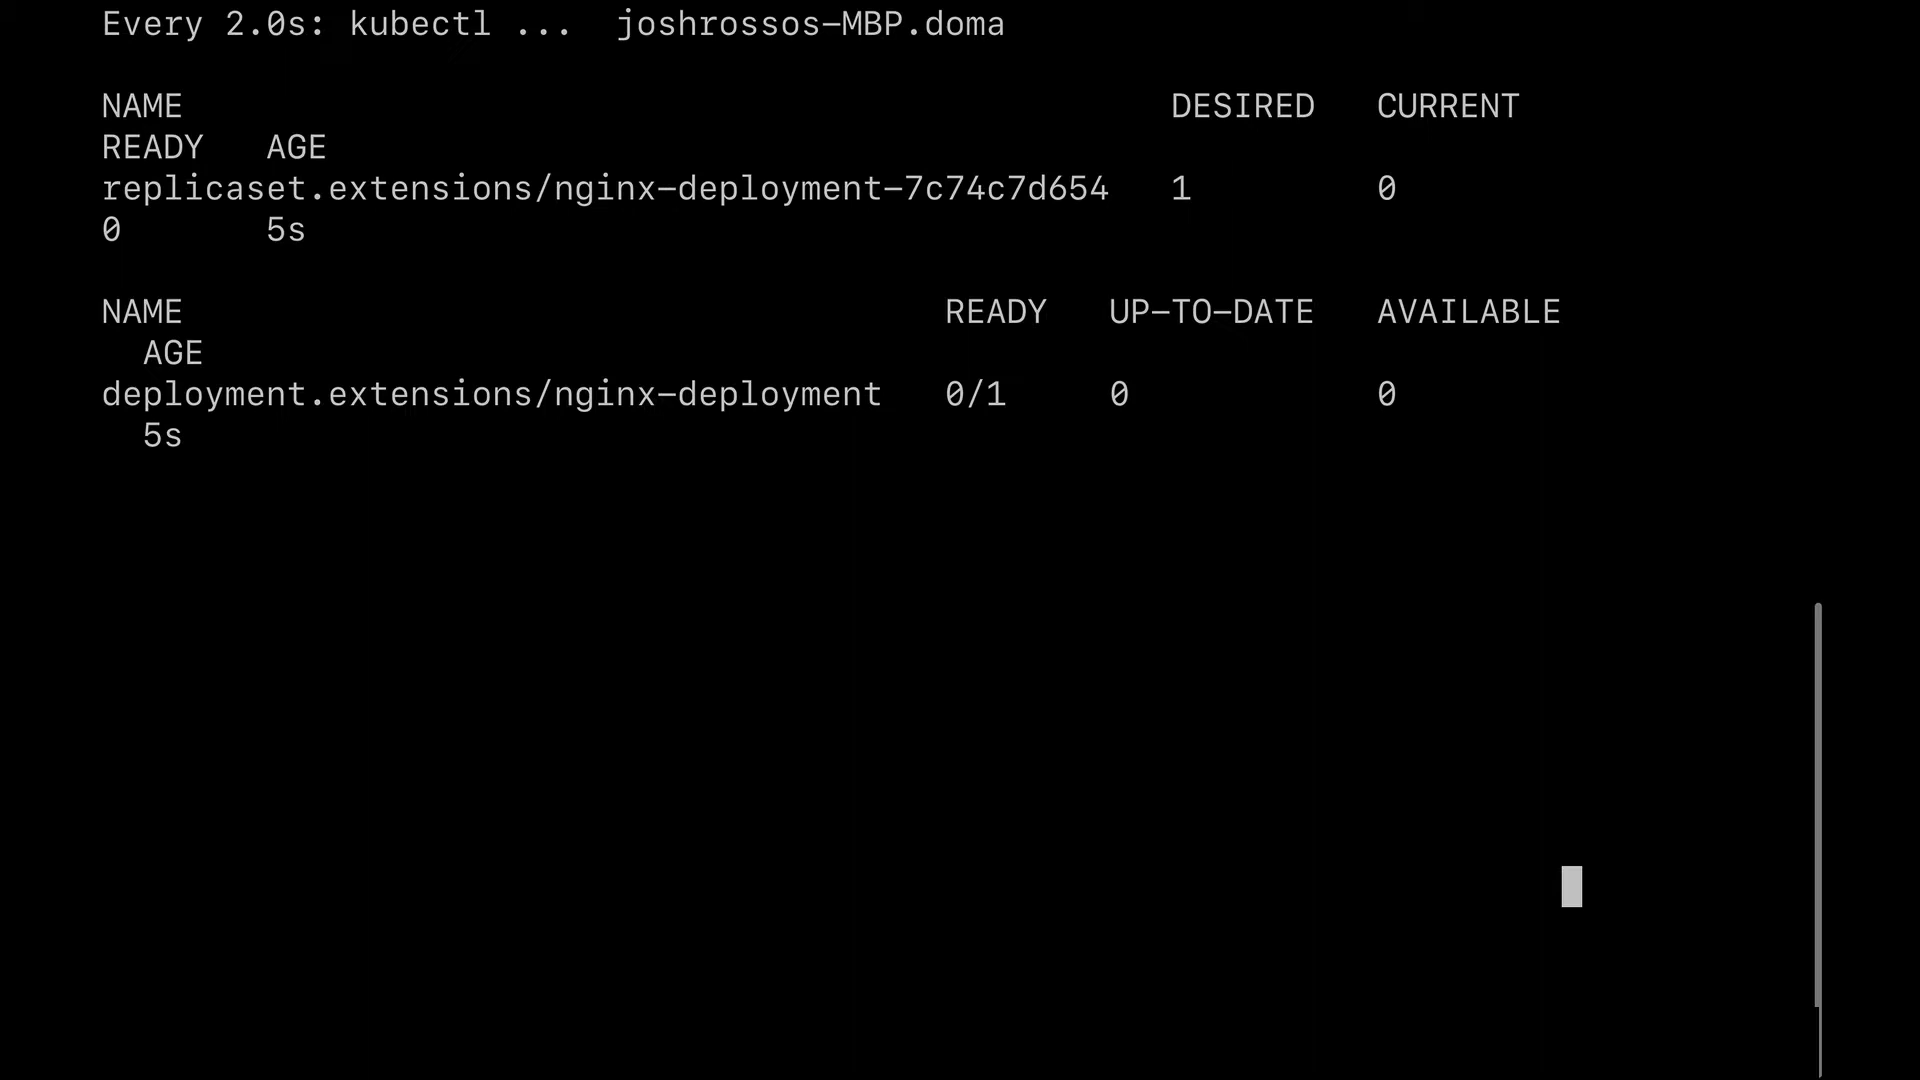 Every 2.0s: kubectl ...  joshrossos-MBP.doma
NAME                                                DESIRED   CURRENT
READY   AGE
replicaset.extensions/nginx-deployment-7c74c7d654   1         0
0       5s
NAME                                     READY   UP-TO-DATE   AVAILABLE
  AGE
deployment.extensions/nginx-deployment   0/1     0            0
  5s